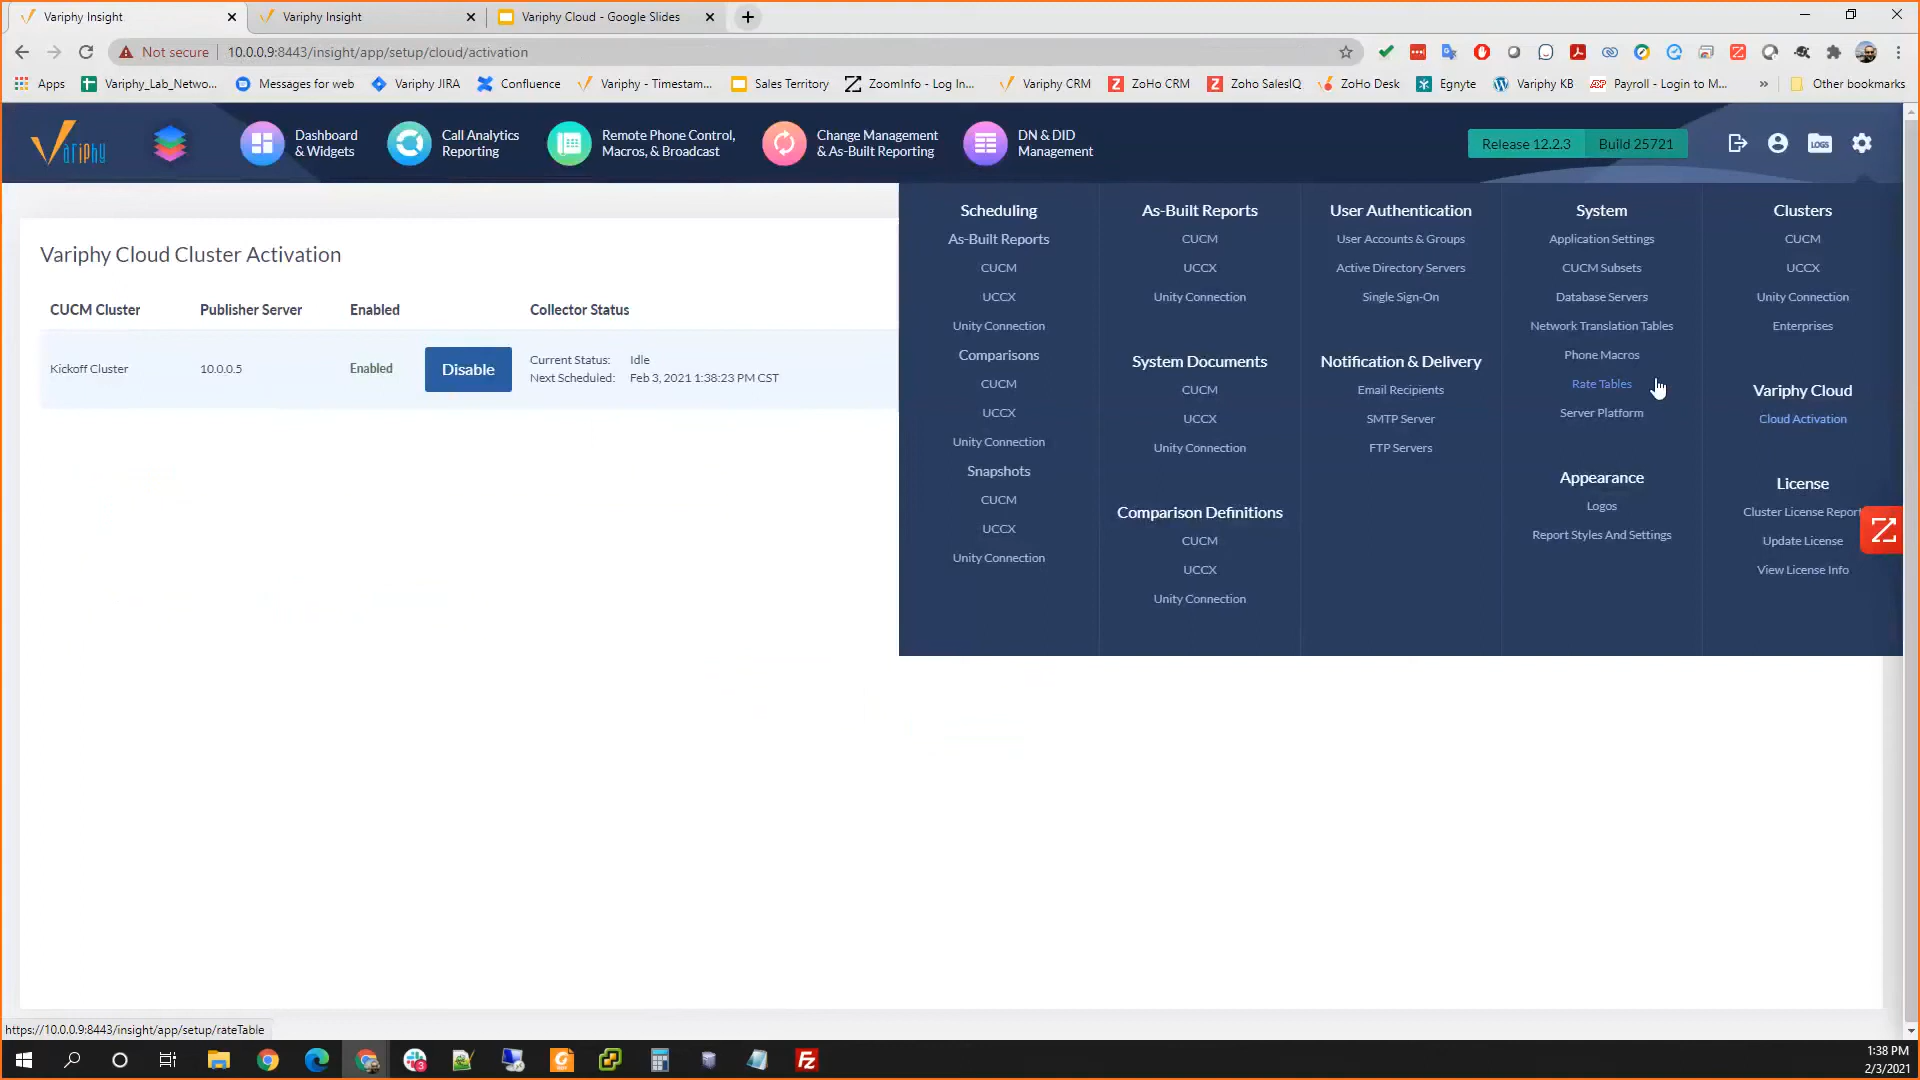 Variphy Insight
Variphy Insight
Variphy Cloud - Google Slides
Not secure
10.0.0.9:8443/insight/app/setup/cloud/activation
Apps
Variphy_Lab_Netwo...
Messages for web
Variphy JIRA
Confluence
Variphy - Timestam...
Sales Territory
ZoomInfo - Log In...
Variphy CRM
ZoHo CRM
Zoho SalesIQ
ZoHo Desk
Egnyte
Variphy KB
Payroll - Login to M...
»
Other bookmarks
Variphy
Dashboard
& Widgets
Call Analytics
Reporting
Remote Phone Control,
Macros, & Broadcast
Change Management
& As-Built Reporting
DN & DID
Management
Release 12.2.3
Build 25721
LOGS
Variphy Cloud Cluster Activation
CUCM Cluster
Publisher Server
Enabled
Collector Status
Kickoff Cluster
10.0.0.5
Enabled
Disable
Current Status: Idle
Next Scheduled: Feb 3, 2021 1:38:23 PM CST
Scheduling
As-Built Reports
CUCM
UCCX
Unity Connection
Comparisons
CUCM
UCCX
Unity Connection
Snapshots
CUCM
UCCX
Unity Connection
As-Built Reports
CUCM
UCCX
Unity Connection
System Documents
CUCM
UCCX
Unity Connection
Comparison Definitions
CUCM
UCCX
Unity Connection
User Authentication
User Accounts & Groups
Active Directory Servers
Single Sign-On
Notification & Delivery
Email Recipients
SMTP Server
FTP Servers
System
Application Settings
CUCM Subsets
Database Servers
Network Translation Tables
Phone Macros
Rate Tables
Server Platform
Appearance
Logos
Report Styles And Settings
Clusters
CUCM
UCCX
Unity Connection
Enterprises
Variphy Cloud
Cloud Activation
License
Cluster License Report
Update License
View License Info
https://10.0.0.9:8443/insight/app/setup/rateTable
1:38 PM
2/3/2021